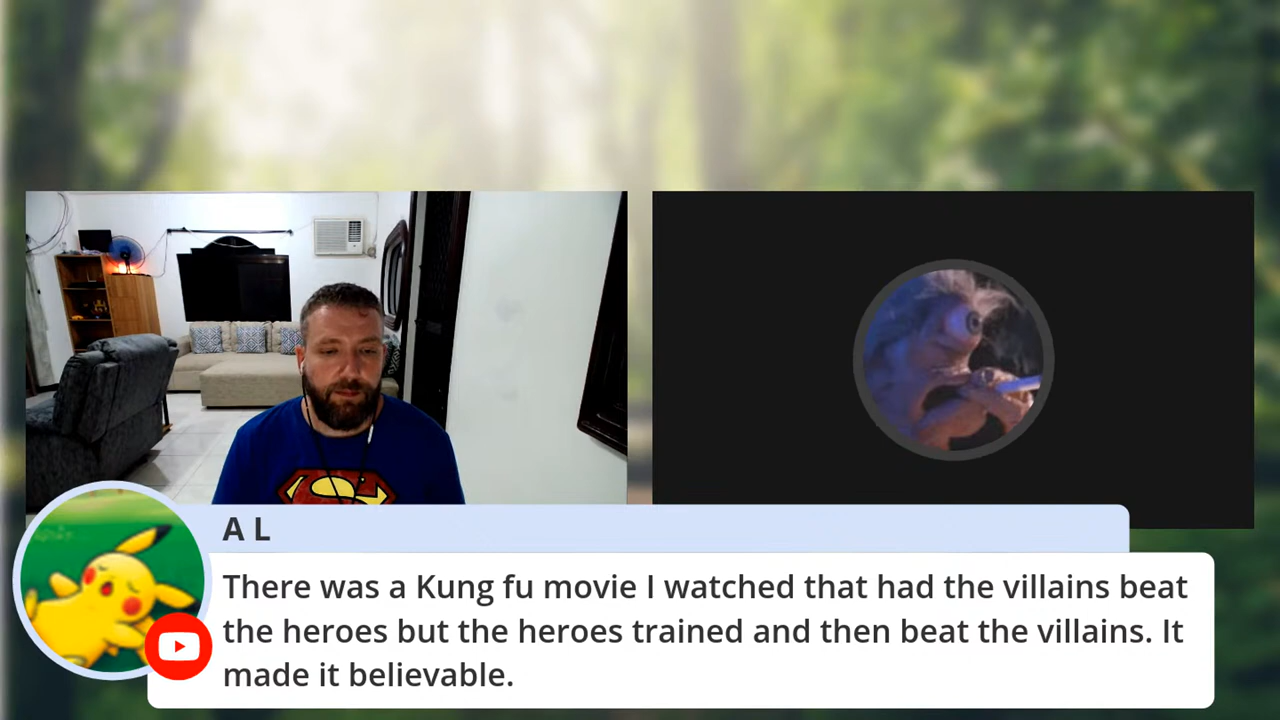 A L
There was a Kung fu movie I watched that had the villains beat
the heroes but the heroes trained and then beat the villains. It
made it believable.